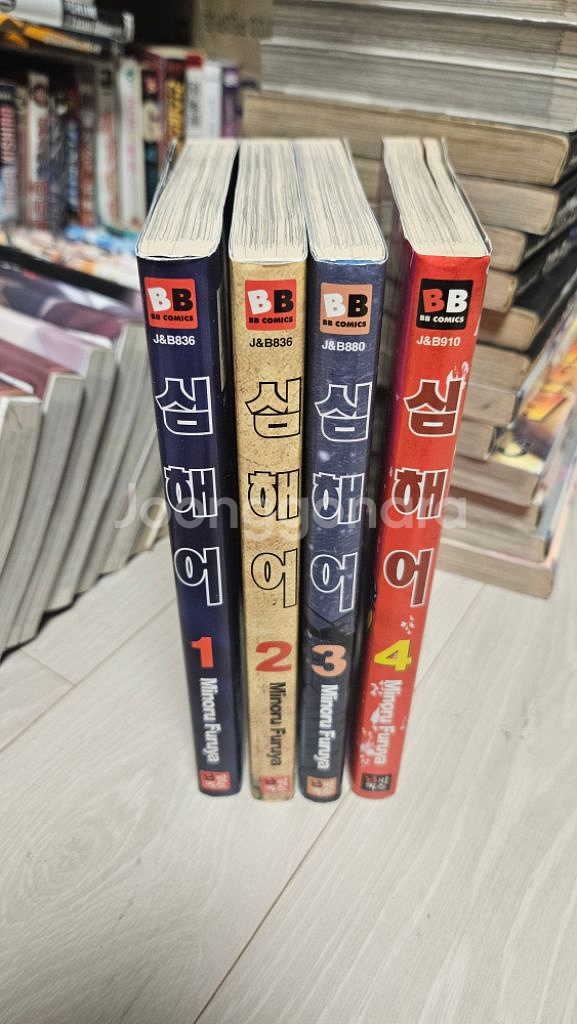 BB
BB COMICS
J&B836
심해어
1
Minoru Furuya
BB
BB COMICS
J&B836
심해어
2
Minoru Furuya
BB
BB COMICS
J&B880
심해어
3
Minoru Furuya
BB
BB COMICS
J&B910
심해어
4
Minoru Furuya
Joonggonara